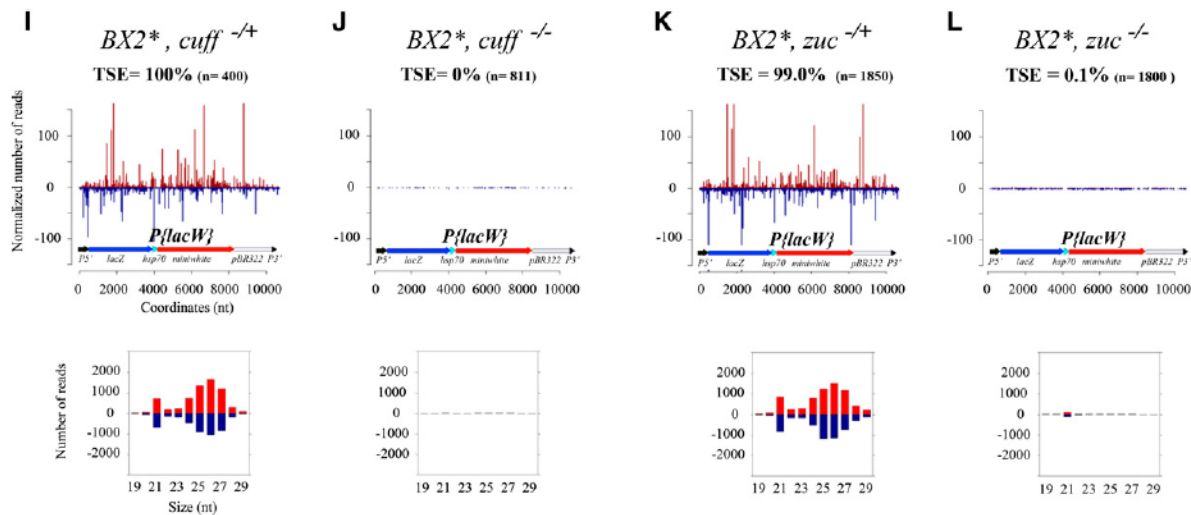 I
BX2*, cuff -/+
TSE= 100% (n= 400)
J
BX2*, cuff -/-
TSE= 0% (n= 811)
K
BX2*, zuc -/+
TSE = 99.0% (n= 1850)
L
BX2*, zuc -/-
TSE = 0.1% (n= 1800 )
Normalized number of reads
100
0
-100
P{lacW}
P5' lacZ hsp70 miniwhite pBR322 P3'
0 2000 4000 6000 8000 10000
Coordinates (nt)
100
0
-100
P{lacW}
P5' lacZ hsp70 miniwhite pBR322 P3'
0 2000 4000 6000 8000 10000
100
0
-100
P{lacW}
P5' lacZ hsp70 miniwhite pBR322 P3'
0 2000 4000 6000 8000 10000
100
0
-100
P{lacW}
P5' lacZ hsp70 miniwhite pBR322 P3'
0 2000 4000 6000 8000 10000
Number of reads
2000
1000
0
-1000
-2000
19 21 23 25 27 29
Size (nt)
2000
1000
0
-1000
-2000
19 21 23 25 27 29
2000
1000
0
-1000
-2000
19 21 23 25 27 29
2000
1000
0
-1000
-2000
19 21 23 25 27 29